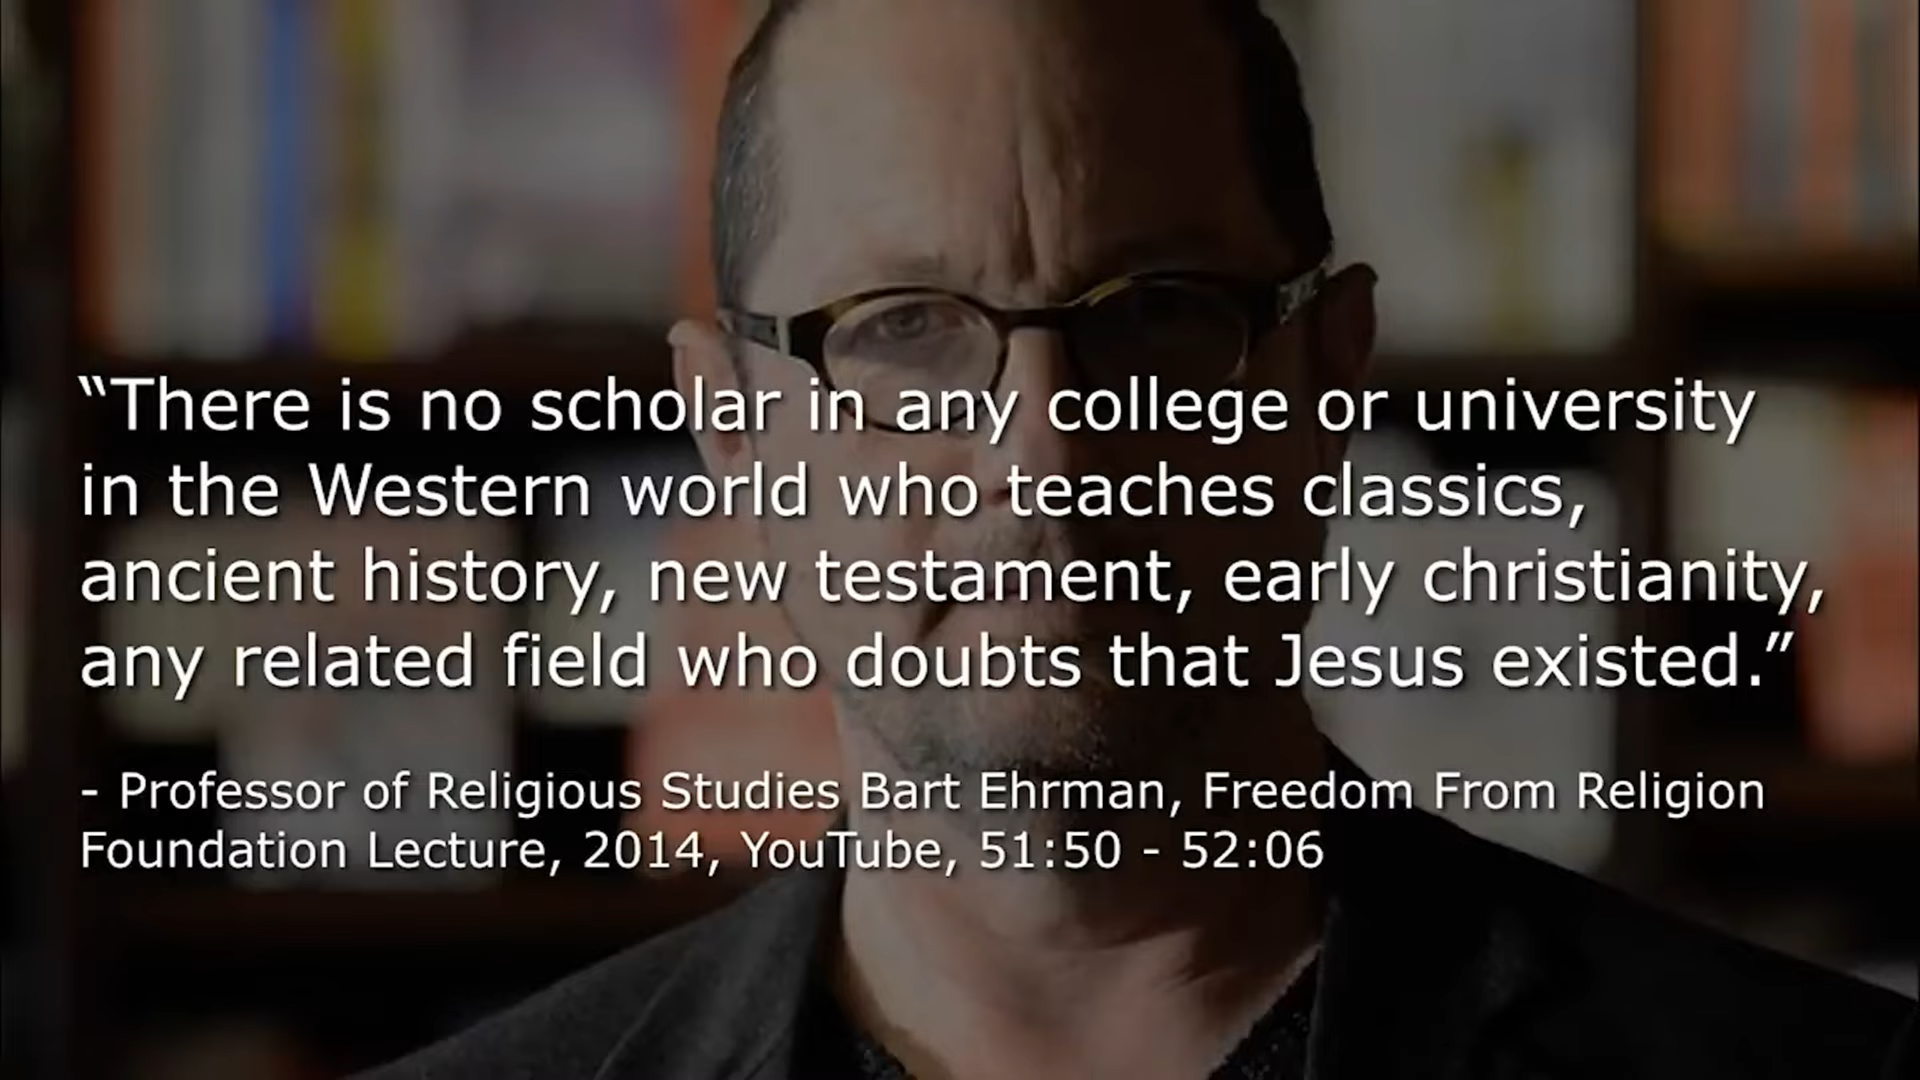 “There is no scholar in any college or university
in the Western world who teaches classics,
ancient history, new testament, early christianity,
any related field who doubts that Jesus existed.”
- Professor of Religious Studies Bart Ehrman, Freedom From Religion
Foundation Lecture, 2014, YouTube, 51:50 - 52:06